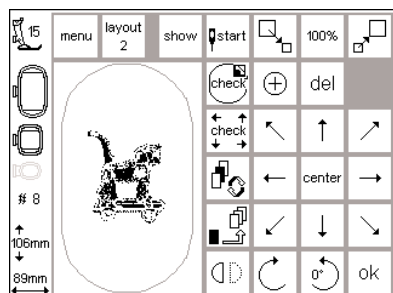 15
menu
layout
2
show
start
100%
check
del
check
# 8
center
106mm
89mm
0°
ok